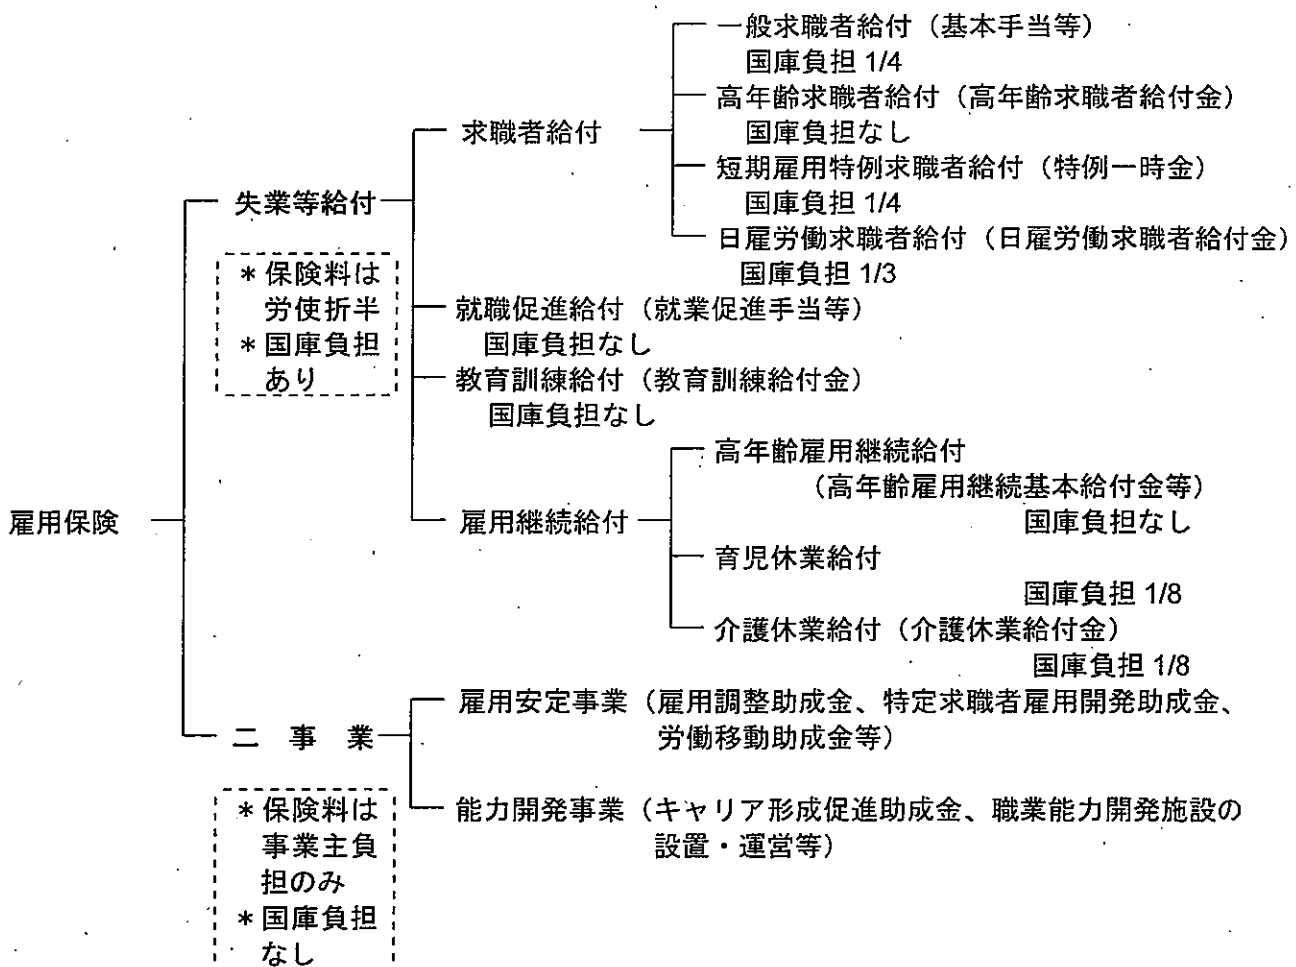 雇用保険
失業等給付
*保険料は
労使折半
*国庫負担
あり
求職者給付
一般求職者給付（基本手当等）
国庫負担 1/4
高年齢求職者給付（高年齢求職者給付金）
国庫負担なし
短期雇用特例求職者給付（特例一時金）
国庫負担 1/4
日雇労働求職者給付（日雇労働求職者給付金）
国庫負担 1/3
就職促進給付（就業促進手当等）
国庫負担なし
教育訓練給付（教育訓練給付金）
国庫負担なし
雇用継続給付
高年齢雇用継続給付
（高年齢雇用継続基本給付金等）
国庫負担なし
育児休業給付
国庫負担 1/8
介護休業給付（介護休業給付金）
国庫負担 1/8
二 事 業
*保険料は
事業主負
担のみ
*国庫負担
なし
雇用安定事業（雇用調整助成金、特定求職者雇用開発助成金、
労働移動助成金等）
能力開発事業（キャリア形成促進助成金、職業能力開発施設の
設置・運営等）